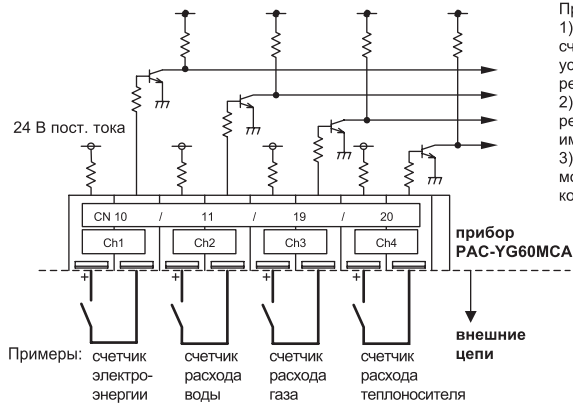 Пр
1)
сч
ус
ре
2)
ре
им
3)
мо
ко
24 В пост. тока
CN 10 / 11 / 19 / 20
Ch1 Ch2 Ch3 Ch4
+ + + +
прибор
PAC-YG60MCA
внешние
цепи
Примеры: счетчик электро- энергии
счетчик расхода воды
счетчик расхода газа
счетчик расхода теплоносителя